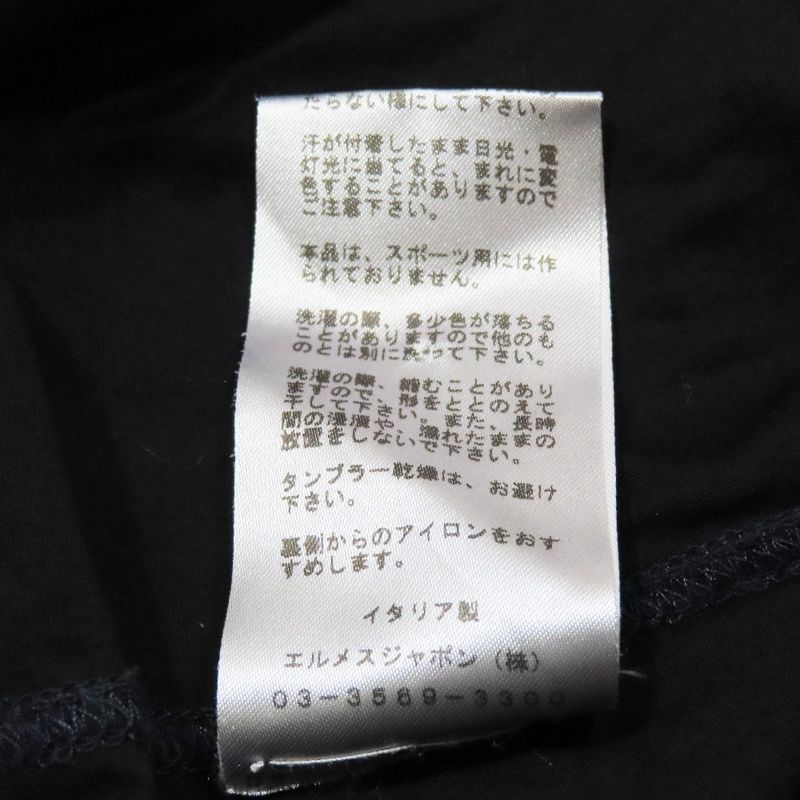 たらない様にして下さい。
汗が付着したまま日光・電
灯光に当てると、まれに変
色することがありますので
ご注意下さい。
本品は、スポーツ用には作
られておりません。
洗濯の際、多少色が落ちる
ことがありますので他のも
のとは別に洗って下さい。
洗濯の際、縮むことがあり
ますので、形をととのえて
干して下さい。また、長時
間の浸漬や、濡れたままの
放置をしないで下さい。
タンブラー乾燥は、お避け
下さい。
裏側からのアイロンをおす
すめします。
イタリア製
エルメスジャポン（株）
03-3569-3300